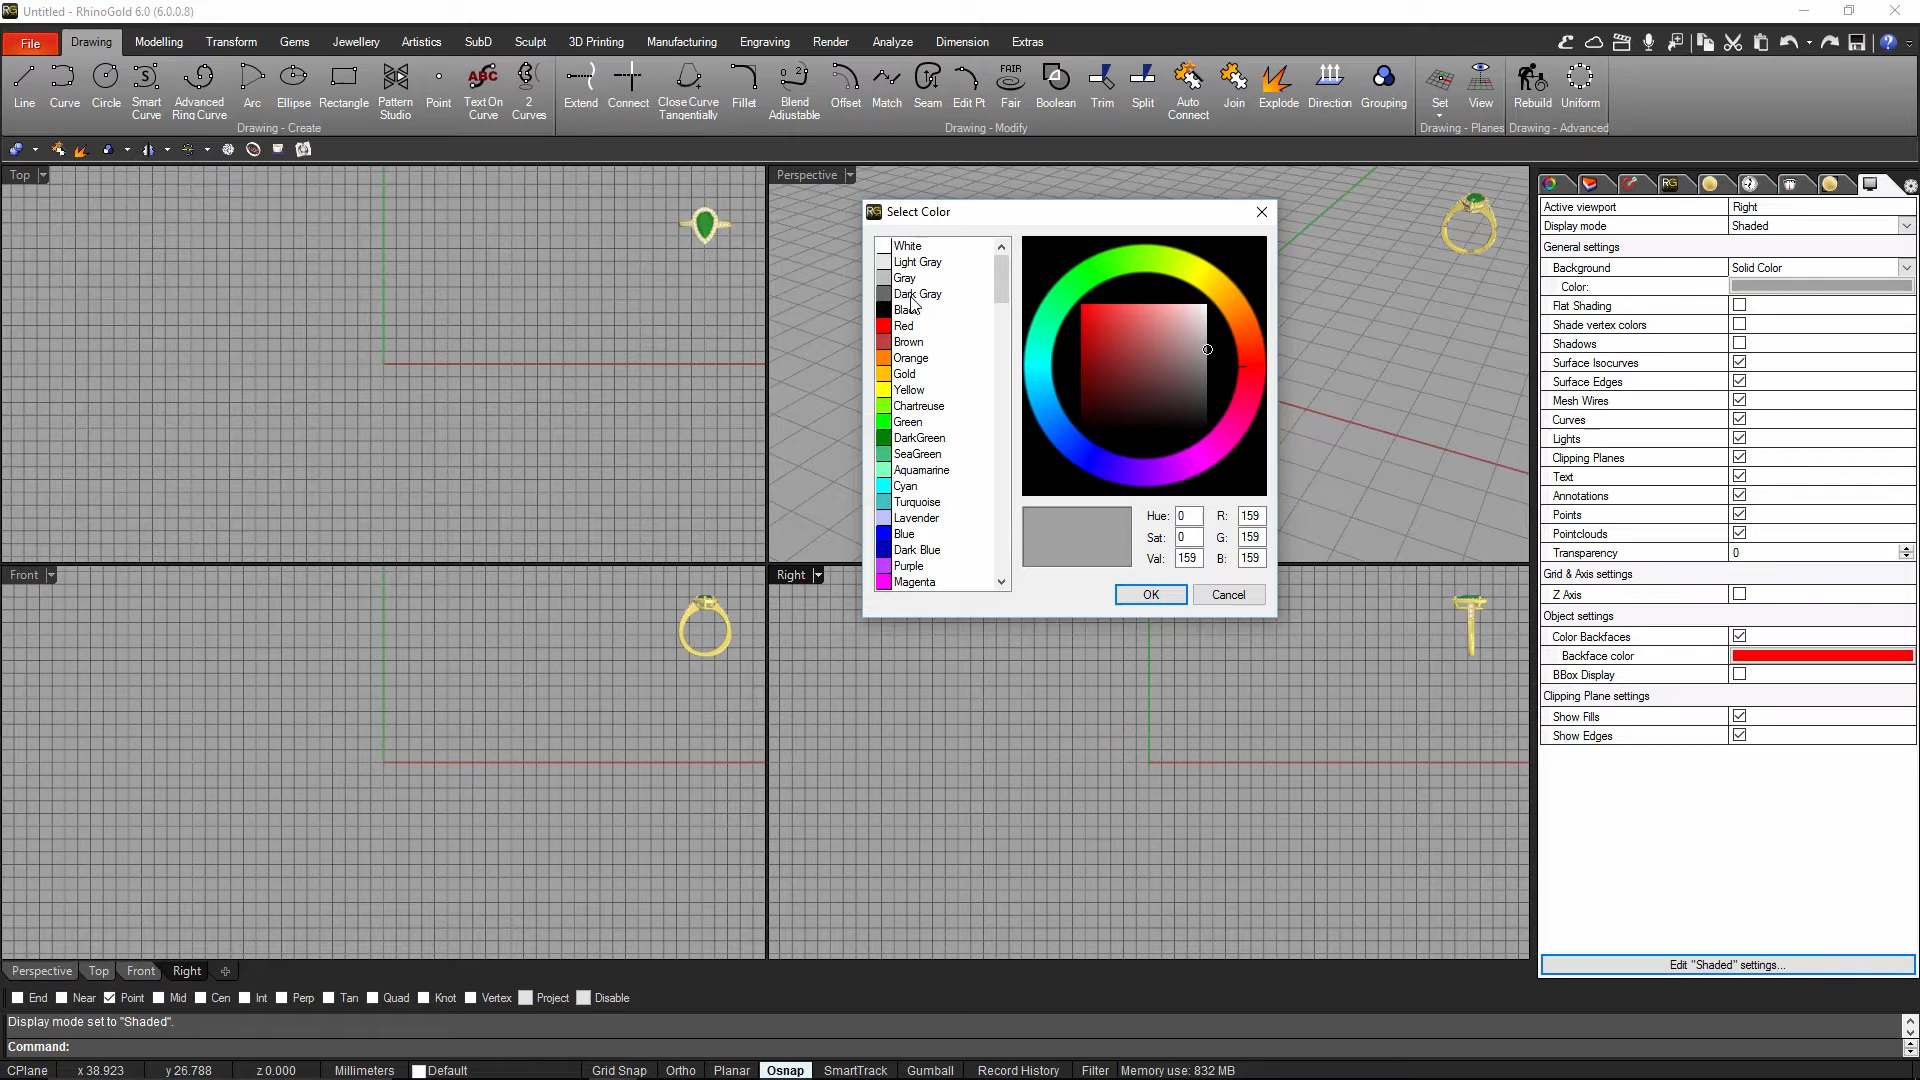 Untitled - RhinoGold 6.0 (6.0.0.8)
File Drawing Modelling Transform Gems Jewellery Artistics SubD Sculpt 3D Printing Manufacturing Engraving Render Analyze Dimension Extras
Line Curve Circle Smart Curve Advanced Ring Curve Arc Ellipse Rectangle Pattern Studio Point Text On Curve 2 Curves Extend Connect Close Curve Tangentially Fillet Blend Adjustable Offset Match Seam Edit Pt Fair Boolean Trim Split Auto Connect Join Explode Direction Grouping Set View Rebuild Uniform
Drawing - Create Drawing - Modify Drawing - Planes Drawing - Advanced
Top
Perspective
Front
Right
Select Color
White
Light Gray
Gray
Dark Gray
Black
Red
Brown
Orange
Gold
Yellow
Chartreuse
Green
DarkGreen
SeaGreen
Aquamarine
Cyan
Turquoise
Lavender
Blue
Dark Blue
Purple
Magenta
Hue: 0 R: 159
Sat: 0 G: 159
Val: 159 B: 159
OK Cancel
Active viewport Right
Display mode Shaded
General settings
Background Solid Color
Color:
Flat Shading
Shade vertex colors
Shadows
Surface Isocurves
Surface Edges
Mesh Wires
Curves
Lights
Clipping Planes
Text
Annotations
Points
Pointclouds
Transparency 0
Grid & Axis settings
Z Axis
Object settings
Color Backfaces
Backface color
BBox Display
Clipping Plane settings
Show Fills
Show Edges
Edit "Shaded" settings...
Perspective Top Front Right
End Near Point Mid Cen Int Perp Tan Quad Knot Vertex Project Disable
Display mode set to "Shaded".
Command:
CPlane x 38.923 y 26.788 z 0.000 Millimeters Default Grid Snap Ortho Planar Osnap SmartTrack Gumball Record History Filter Memory use: 832 MB